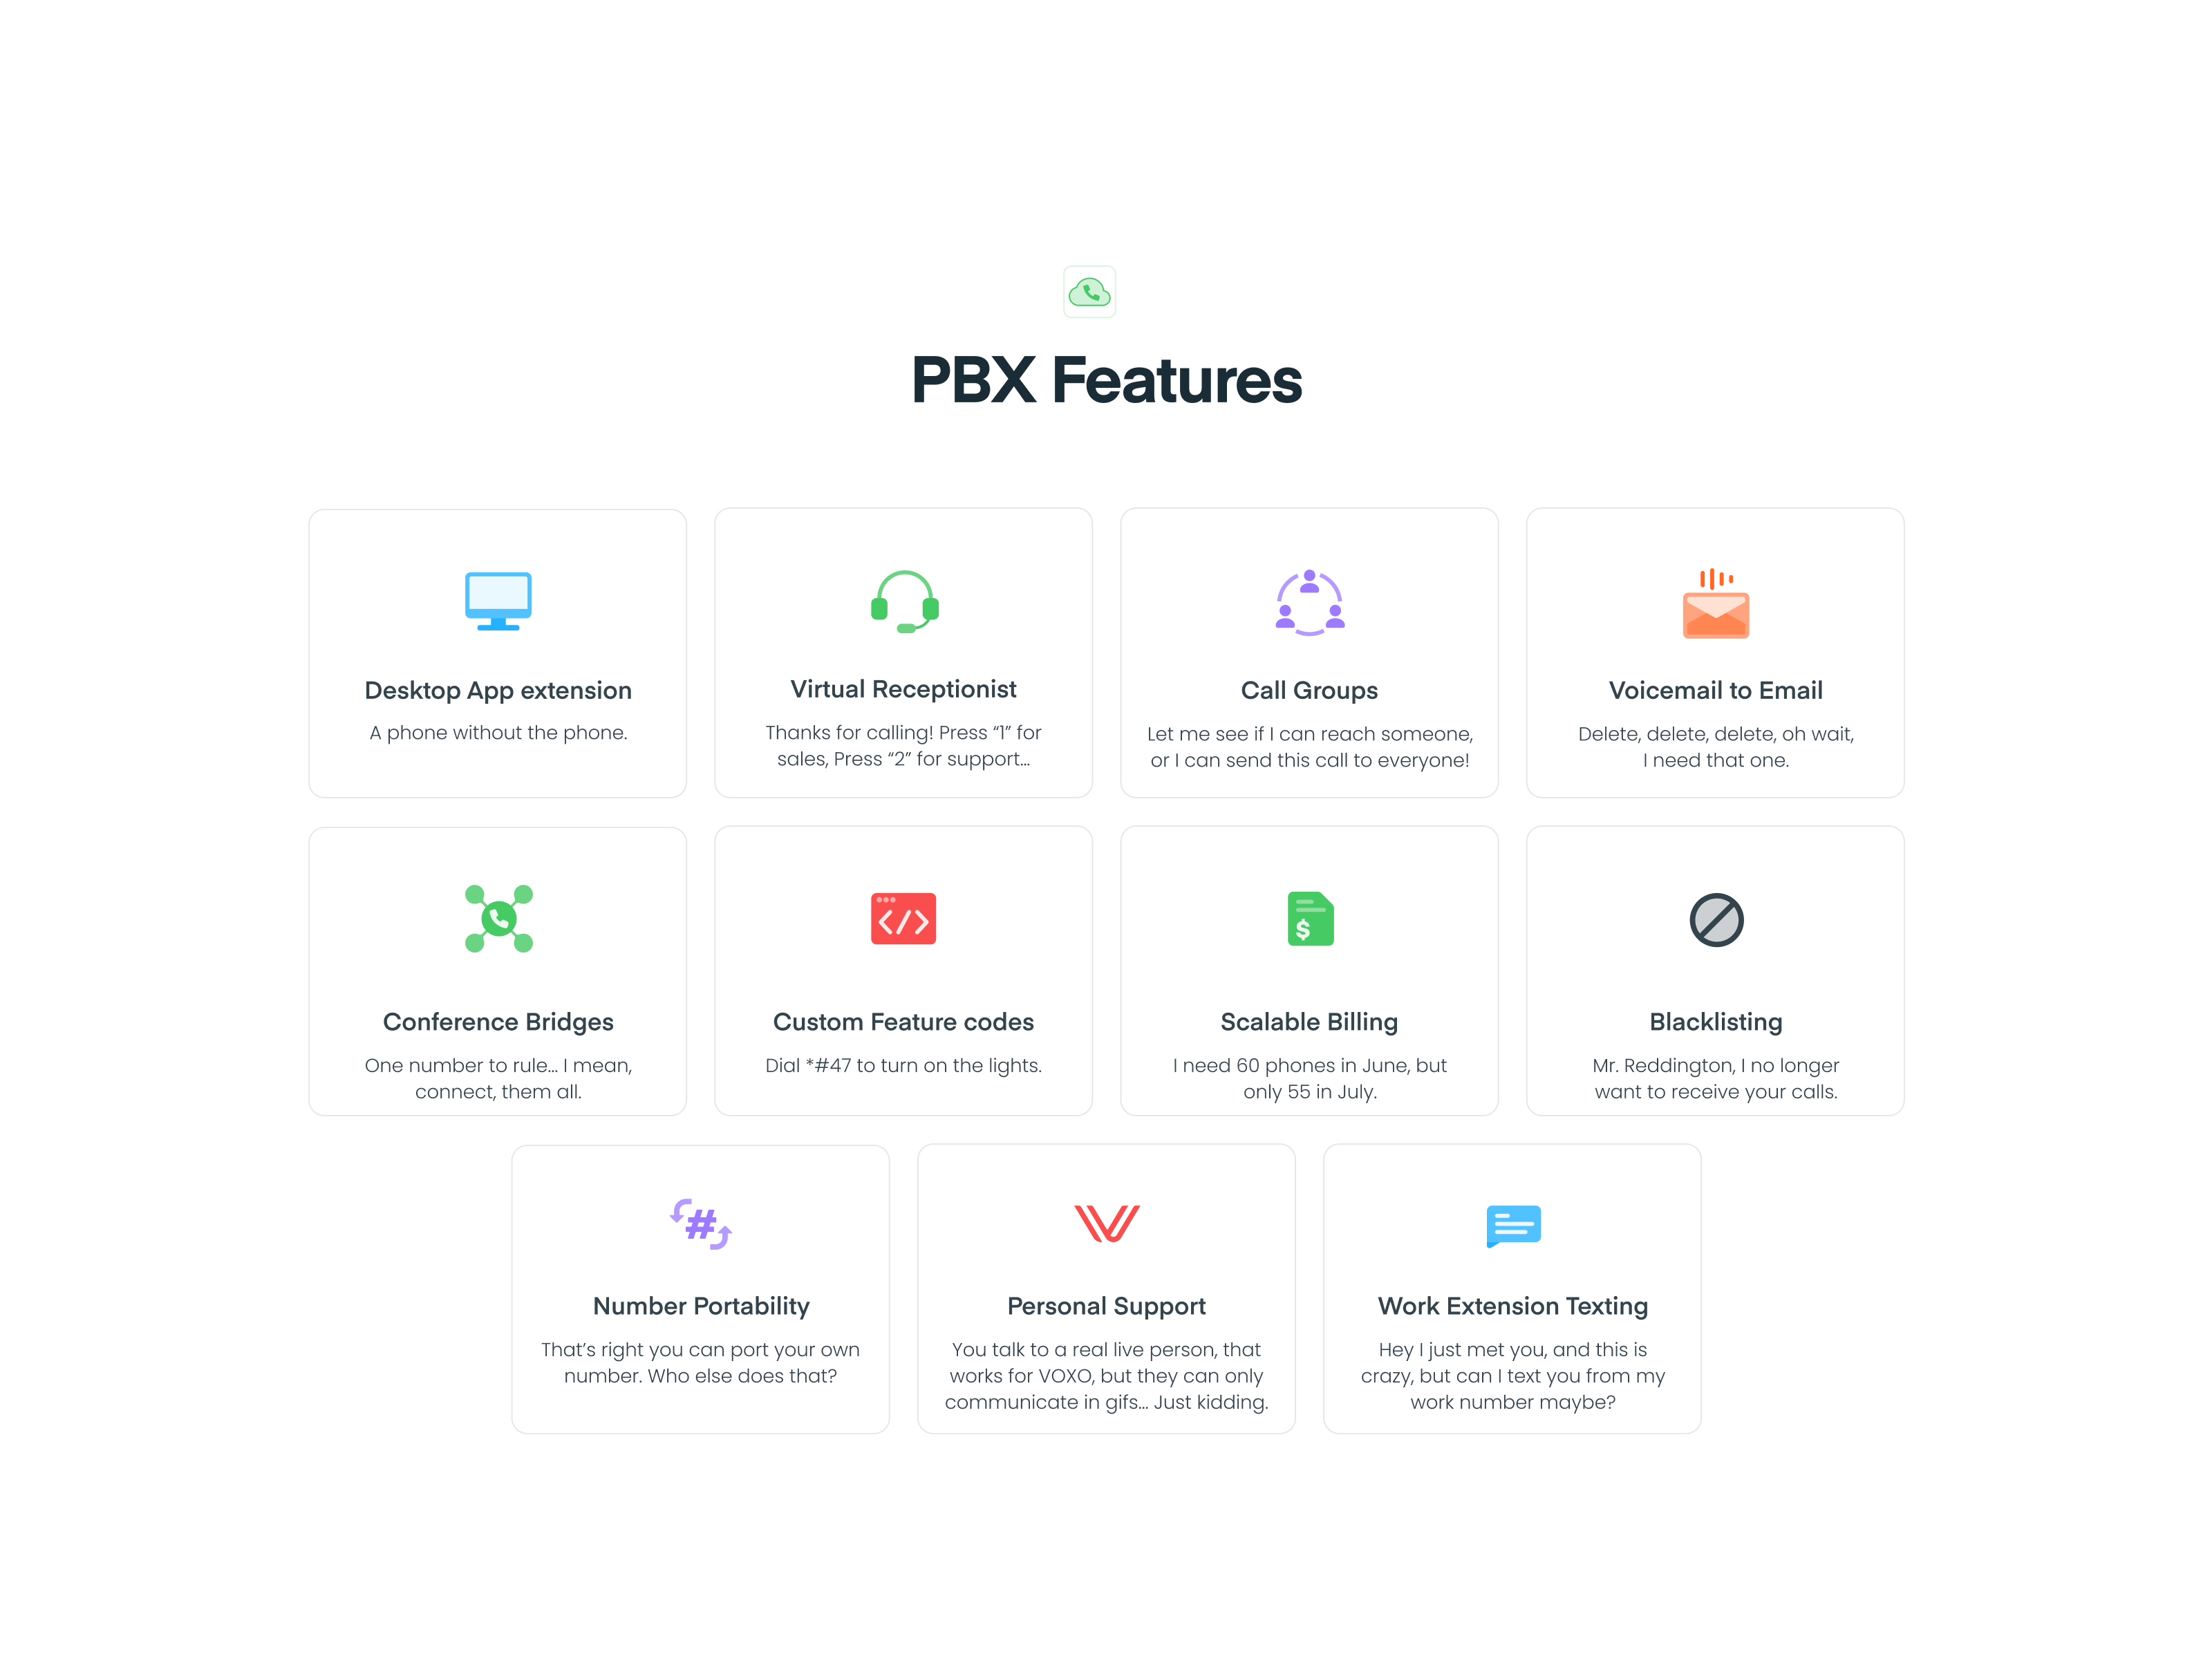 PBX Features
Desktop App extension
A phone without the phone.
Virtual Receptionist
Thanks for calling! Press “1” for
sales, Press “2” for support...
Call Groups
Let me see if I can reach someone,
or I can send this call to everyone!
Voicemail to Email
Delete, delete, delete, oh wait,
I need that one.
Conference Bridges
One number to rule... I mean,
connect, them all.
Custom Feature codes
Dial *#47 to turn on the lights.
Scalable Billing
I need 60 phones in June, but
only 55 in July.
Blacklisting
Mr. Reddington, I no longer
want to receive your calls.
Number Portability
That’s right you can port your own
number. Who else does that?
Personal Support
You talk to a real live person, that
works for VOXO, but they can only
communicate in gifs... Just kidding.
Work Extension Texting
Hey I just met you, and this is
crazy, but can I text you from my
work number maybe?